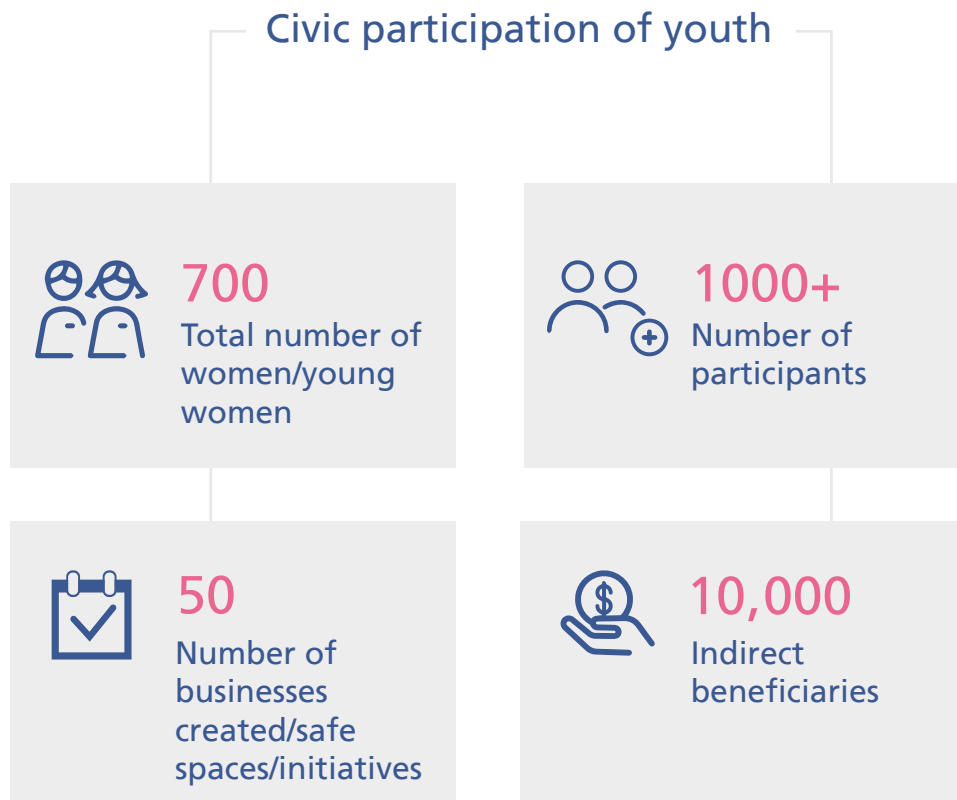 Civic participation of youth
700
Total number of
women/young
women
1000+
Number of
participants
50
Number of
businesses
created/safe
spaces/initiatives
10,000
Indirect
beneficiaries